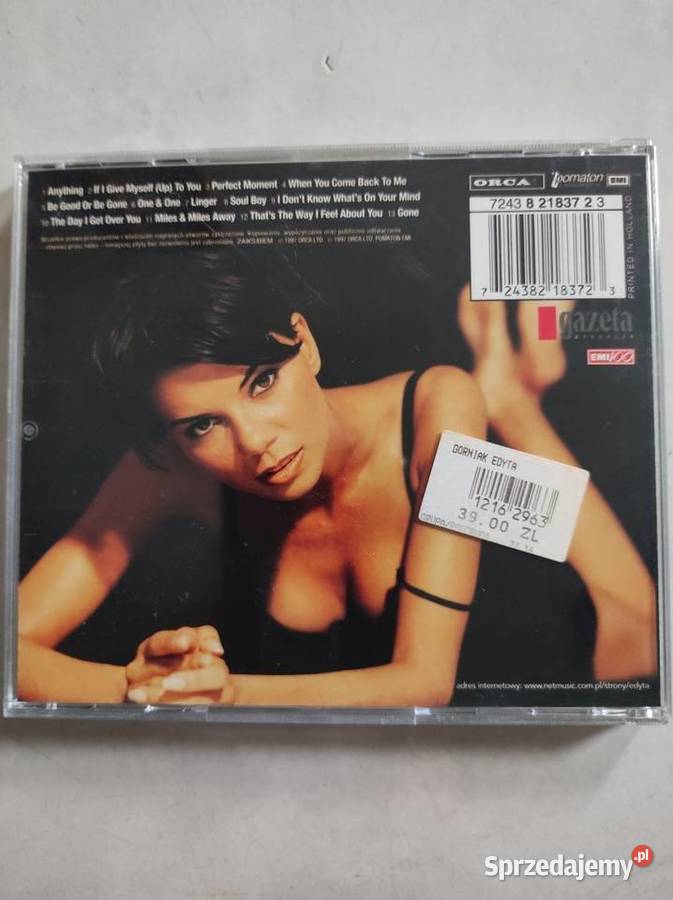 1 Anything 2 If I Give Myself (Up) To You 3 Perfect Moment 4 When You Come Back To Me
5 Be Good Or Be Gone 6 One & One 7 Linger 8 Soul Boy 9 I Don't Know What's On Your Mind
10 The Day I Get Over You 11 Miles & Miles Away 12 That's The Way I Feel About You 13 Gone
ORCA pomaton EMI
7243 8 21837 2 3
7 24382 18372 3
PRINTED IN HOLLAND
gazeta
EMI 100
GORNIAK EDYTA
1216 2963
39.00 ZL
adres internetowy: www.netmusic.com.pl/strony/edyta
Sprzedajemy.pl